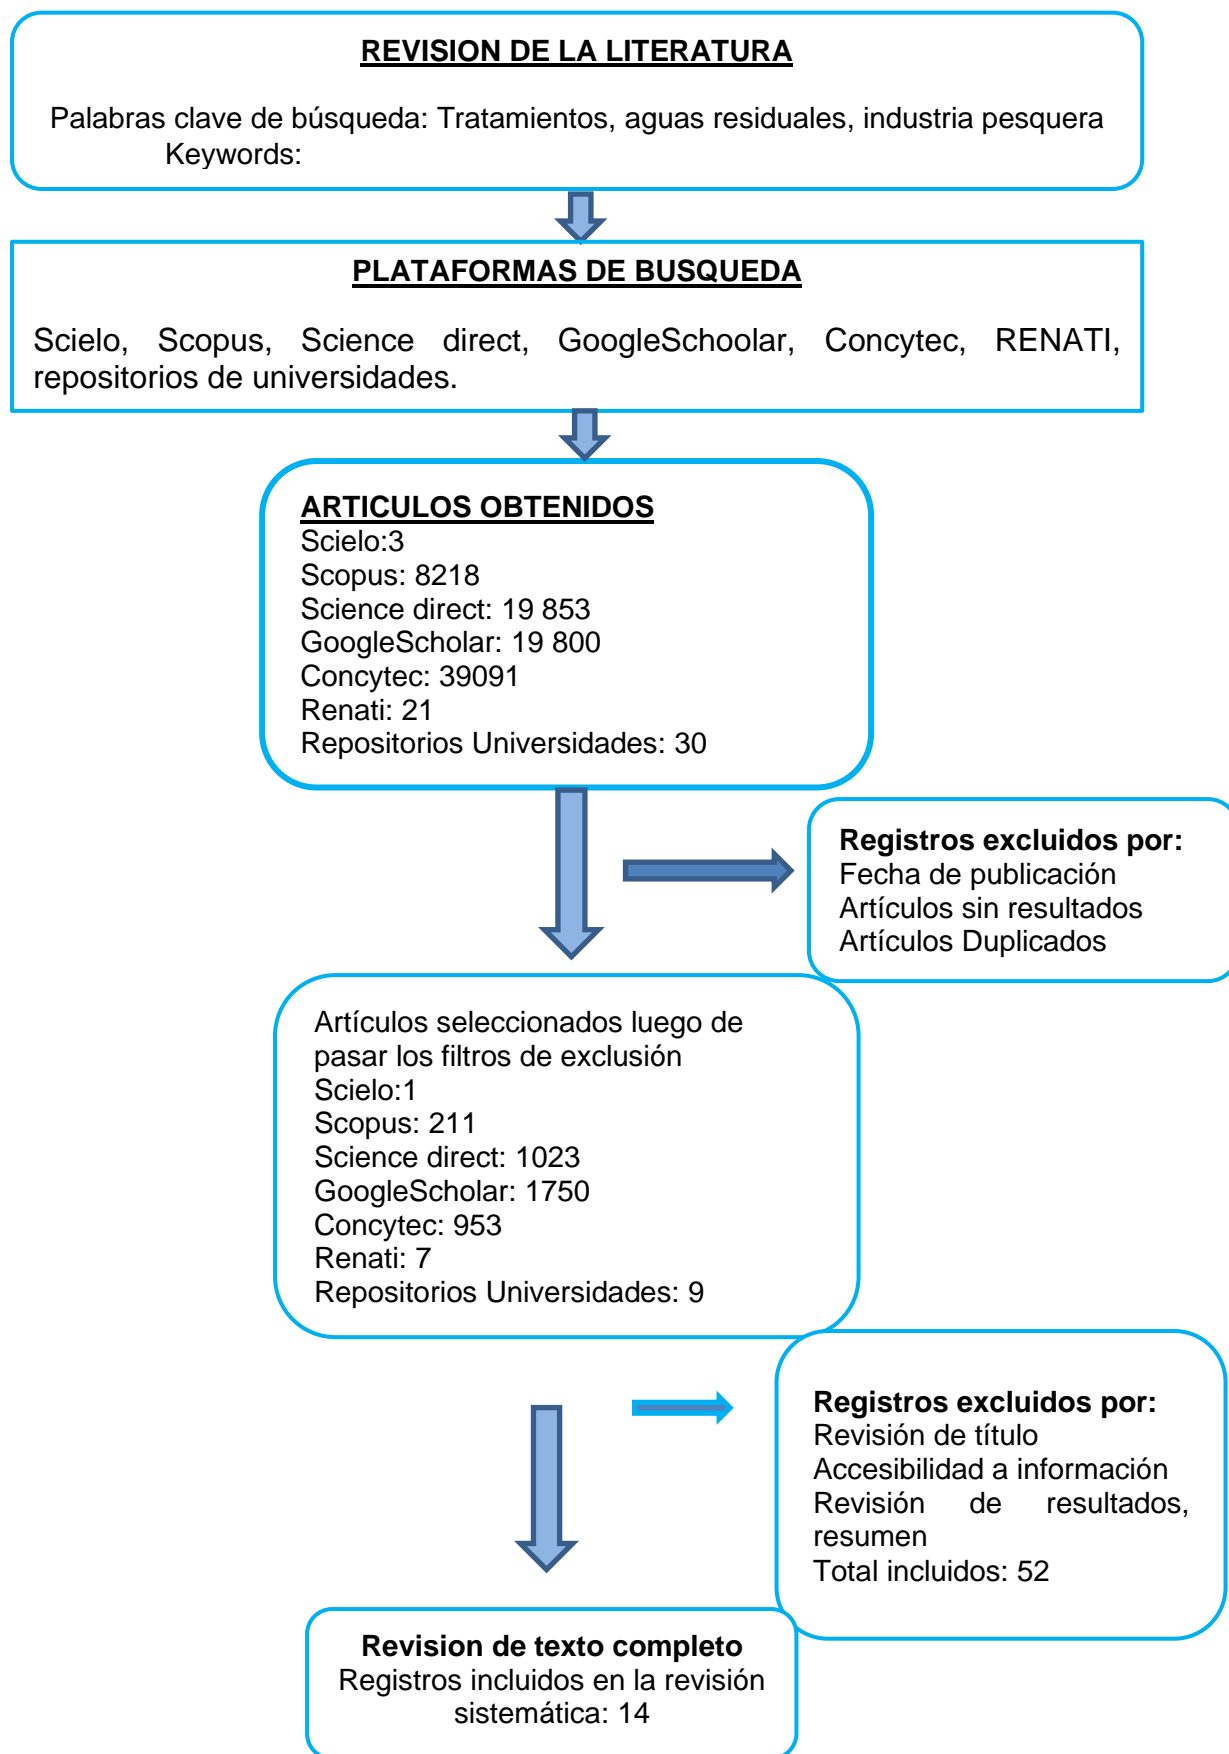 REVISION DE LA LITERATURA
Palabras clave de búsqueda: Tratamientos, aguas residuales, industria pesquera
Keywords:
PLATAFORMAS DE BUSQUEDA
Scielo, Scopus, Science direct, GoogleSchoolar, Concytec, RENATI,
repositorios de universidades.
ARTICULOS OBTENIDOS
Scielo:3
Scopus: 8218
Science direct: 19 853
GoogleScholar: 19 800
Concytec: 39091
Renati: 21
Repositorios Universidades: 30
Registros excluidos por:
Fecha de publicación
Artículos sin resultados
Artículos Duplicados
Artículos seleccionados luego de
pasar los filtros de exclusión
Scielo:1
Scopus: 211
Science direct: 1023
GoogleScholar: 1750
Concytec: 953
Renati: 7
Repositorios Universidades: 9
Registros excluidos por:
Revisión de título
Accesibilidad a información
Revisión de resultados,
resumen
Total incluidos: 52
Revision de texto completo
Registros incluidos en la revisión
sistemática: 14